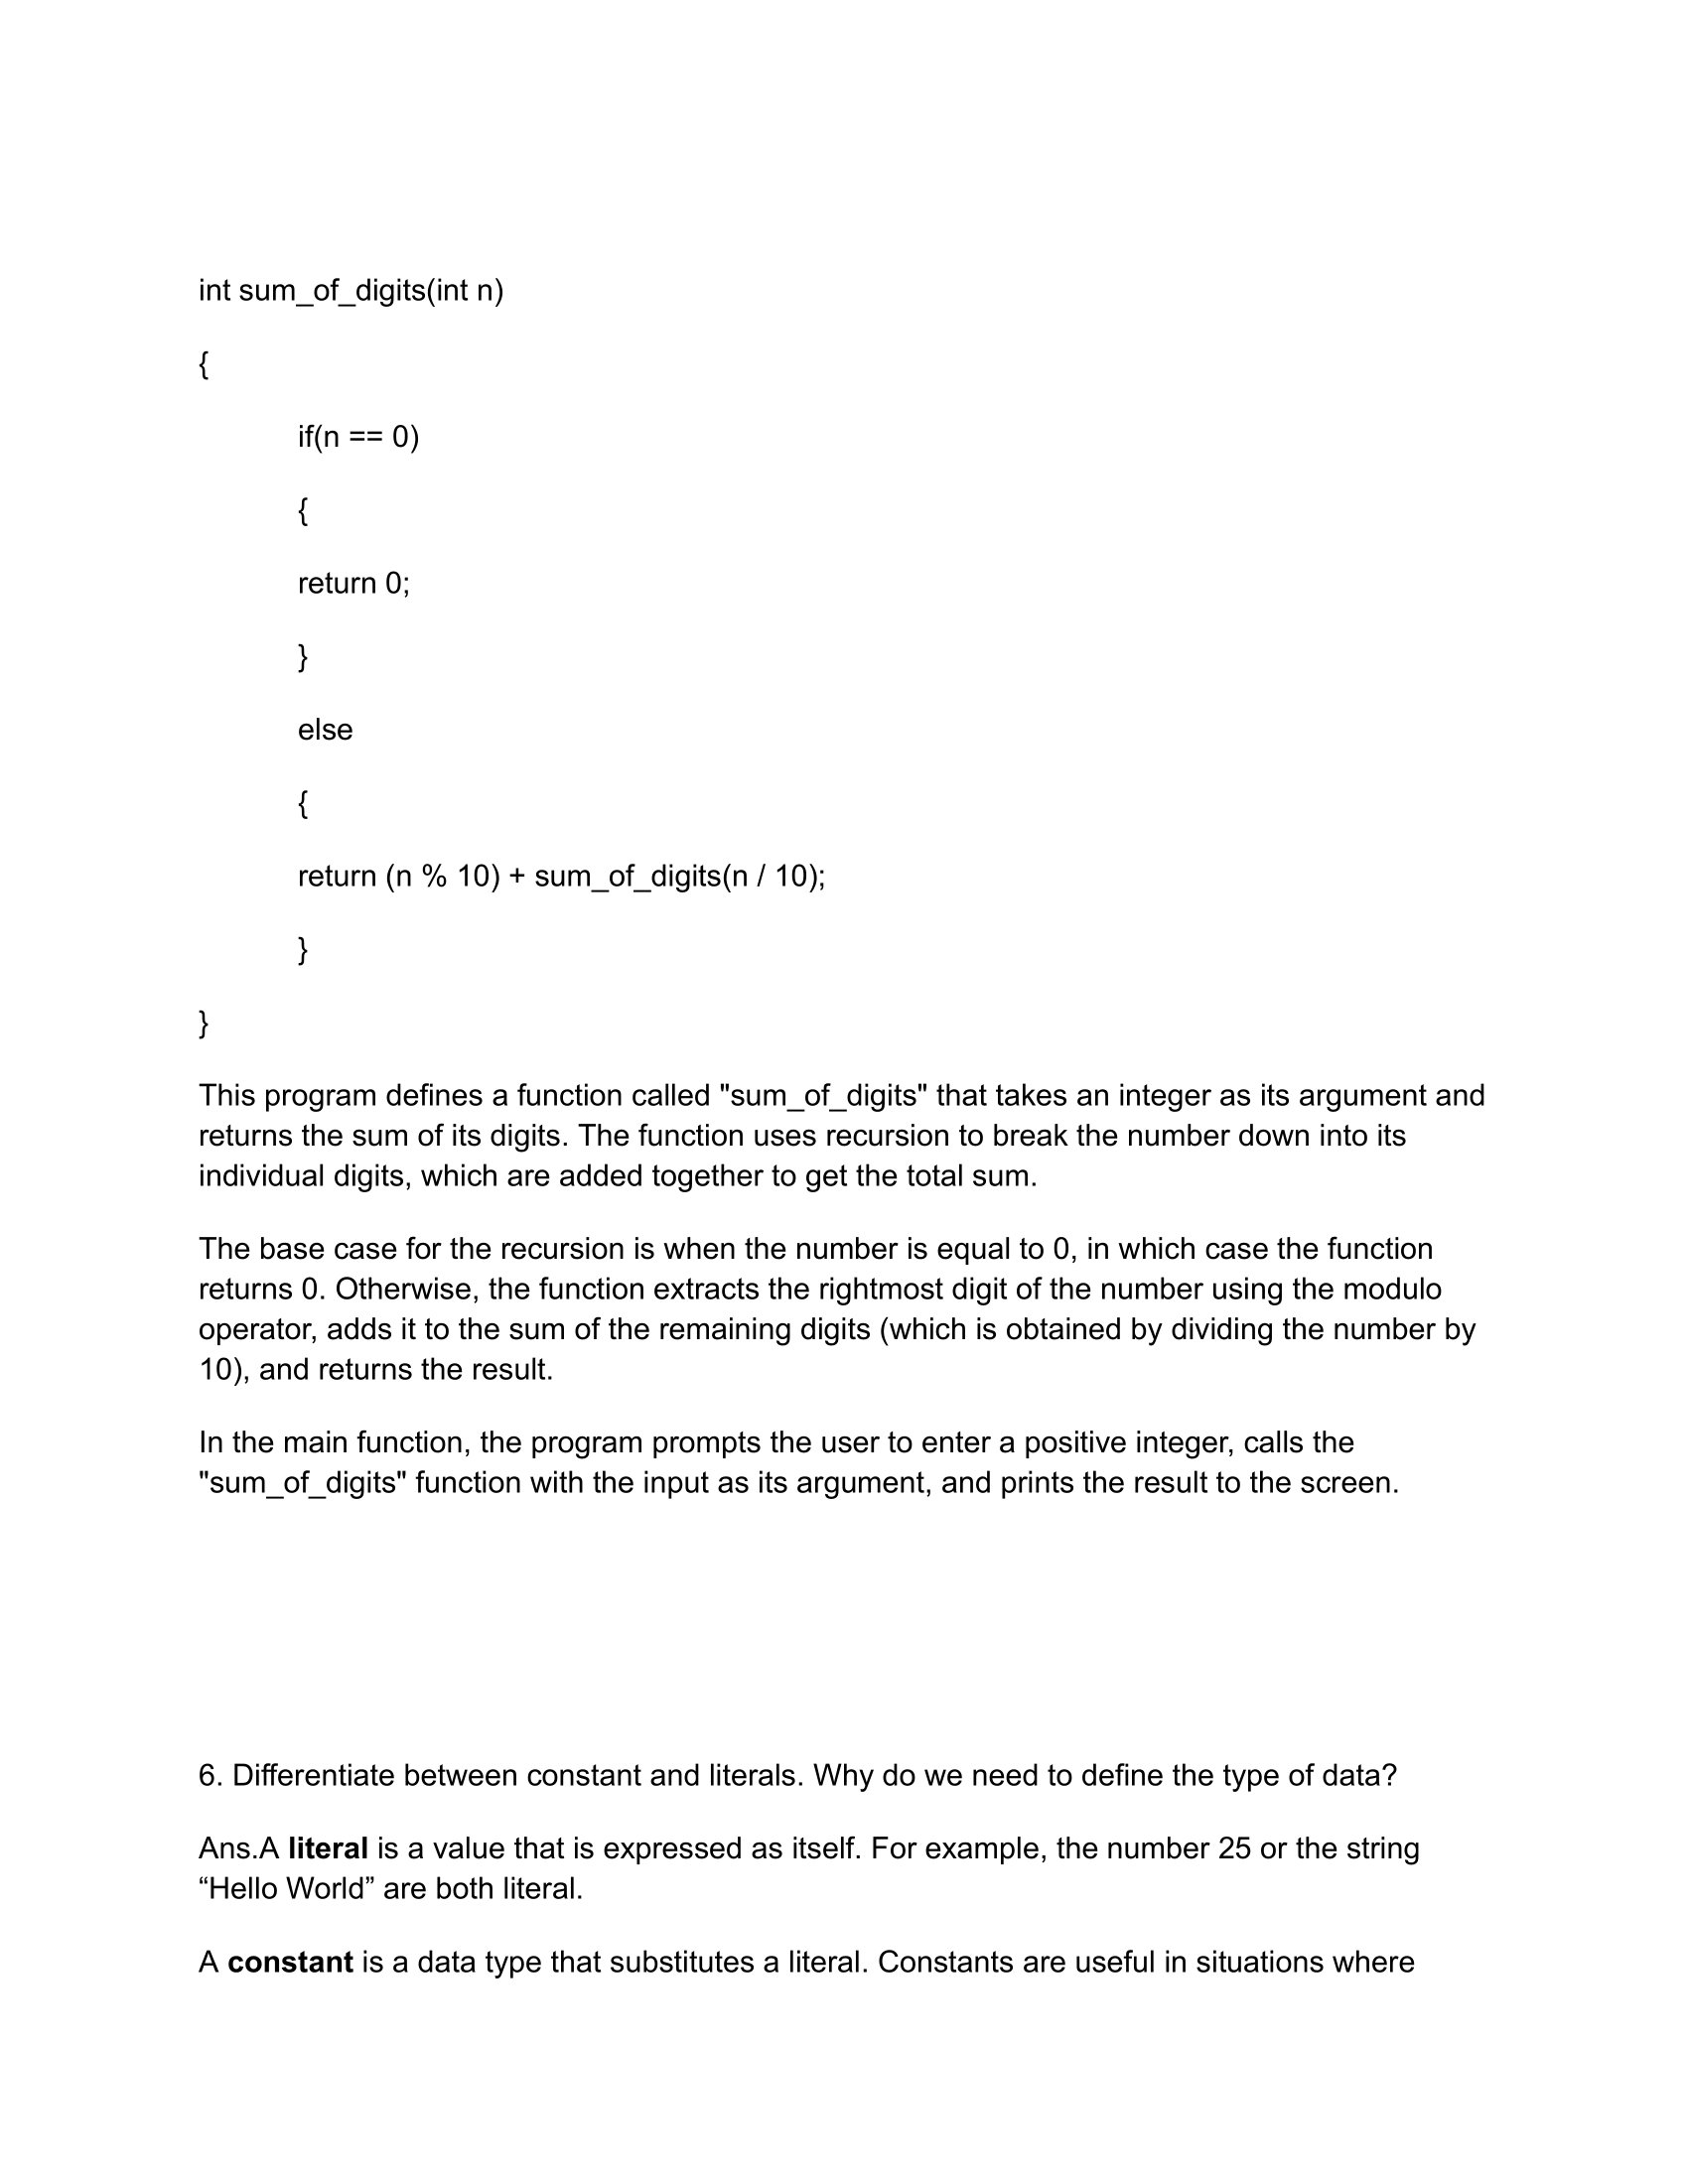 int sum_of_digits(int n)
{
if(n == 0)
{
return 0;
}
else
{
return (n % 10) + sum_of_digits(n / 10);
}
}
This program defines a function called "sum_of_digits" that takes an integer as its argument and
returns the sum of its digits. The function uses recursion to break the number down into its
individual digits, which are added together to get the total sum.
The base case for the recursion is when the number is equal to 0, in which case the function
returns 0. Otherwise, the function extracts the rightmost digit of the number using the modulo
operator, adds it to the sum of the remaining digits (which is obtained by dividing the number by
10), and returns the result.
In the main function, the program prompts the user to enter a positive integer, calls the
"sum_of_digits" function with the input as its argument, and prints the result to the screen.
6. Differentiate between constant and literals. Why do we need to define the type of data?
Ans.A literal is a value that is expressed as itself. For example, the number 25 or the string
“Hello World” are both literal.
A constant is a data type that substitutes a literal. Constants are useful in situations where